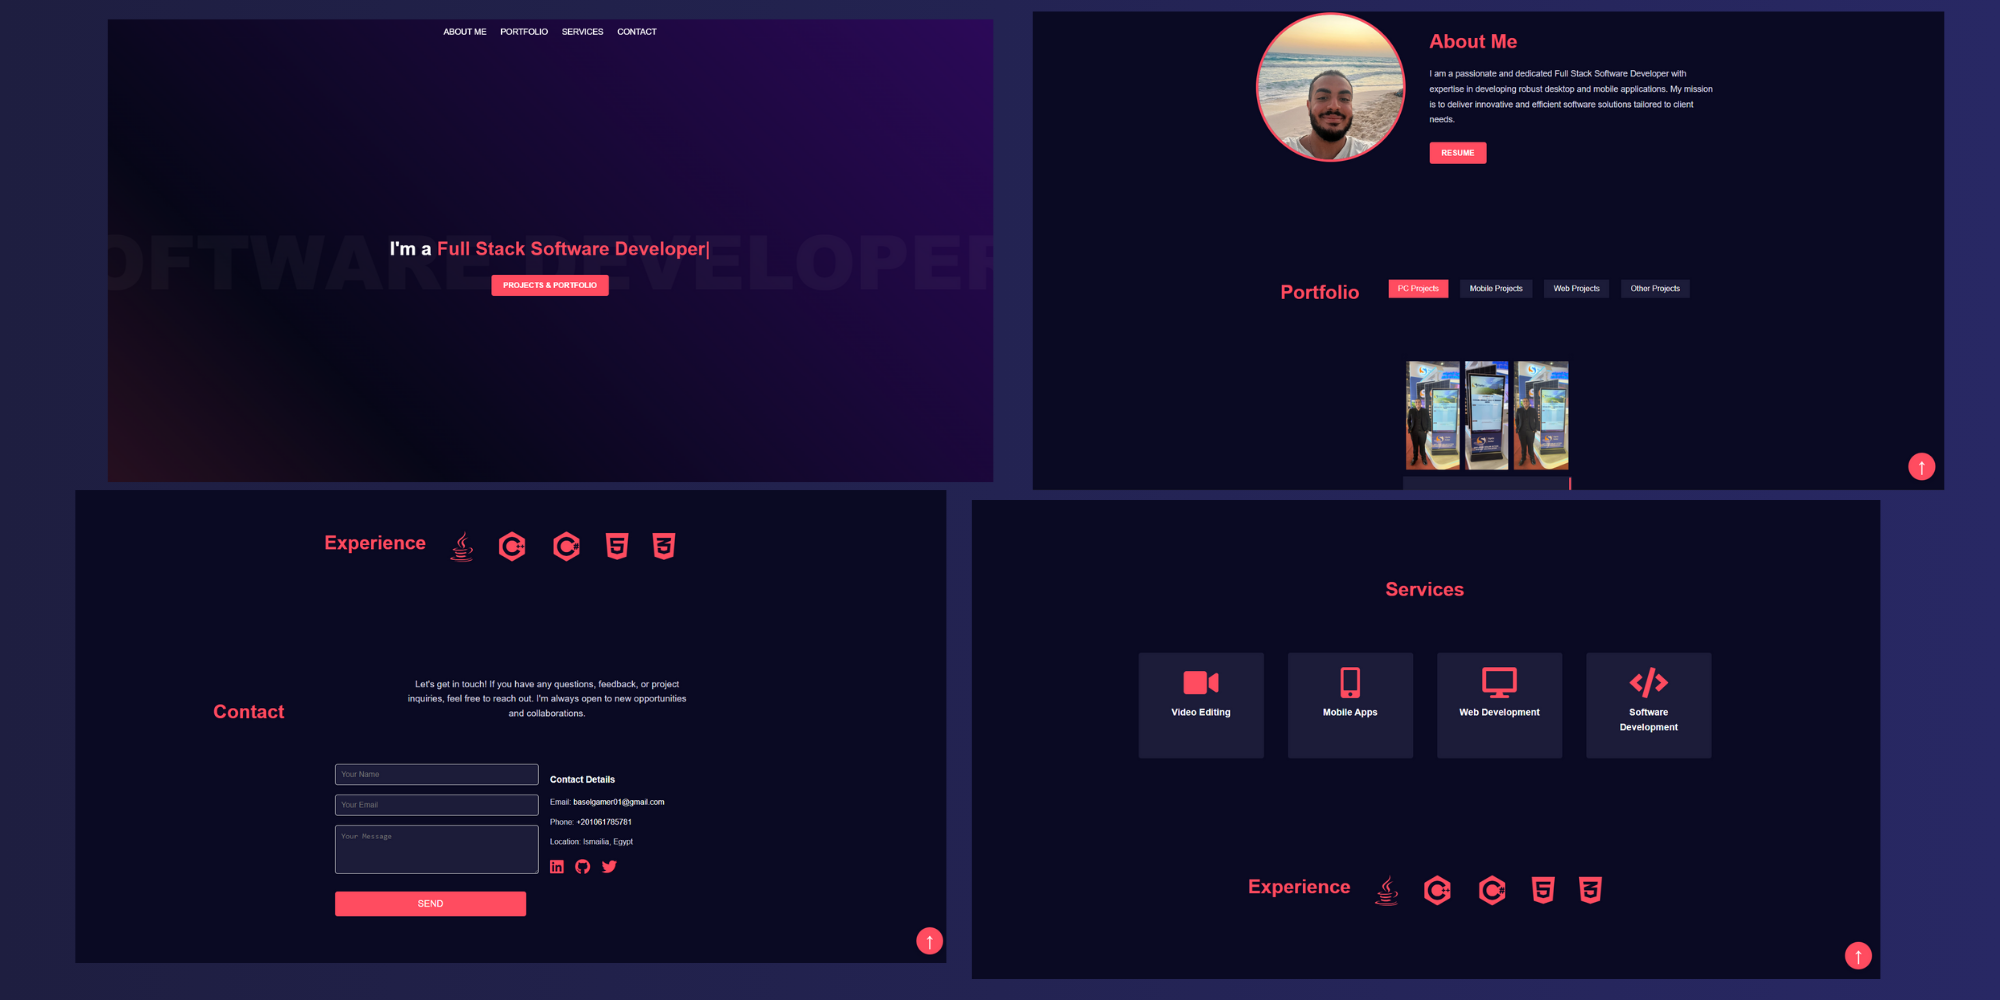 ABOUT ME PORTFOLIO SERVICES CONTACT
OFTWARE DEVELOPER
I'm a Full Stack Software Developer|
PROJECTS & PORTFOLIO
About Me
I am a passionate and dedicated Full Stack Software Developer with
expertise in developing robust desktop and mobile applications. My mission
is to deliver innovative and efficient software solutions tailored to client
needs.
RESUME
Portfolio
PC Projects Mobile Projects Web Projects Other Projects
↑
Experience
Contact
Let's get in touch! If you have any questions, feedback, or project
inquiries, feel free to reach out. I'm always open to new opportunities
and collaborations.
Your Name
Your Email
Your Message
SEND
Contact Details
Email: baselgamer01@gmail.com
Phone: +201061785781
Location: Ismailia, Egypt
↑
Services
Video Editing
Mobile Apps
Web Development
Software
Development
Experience
↑